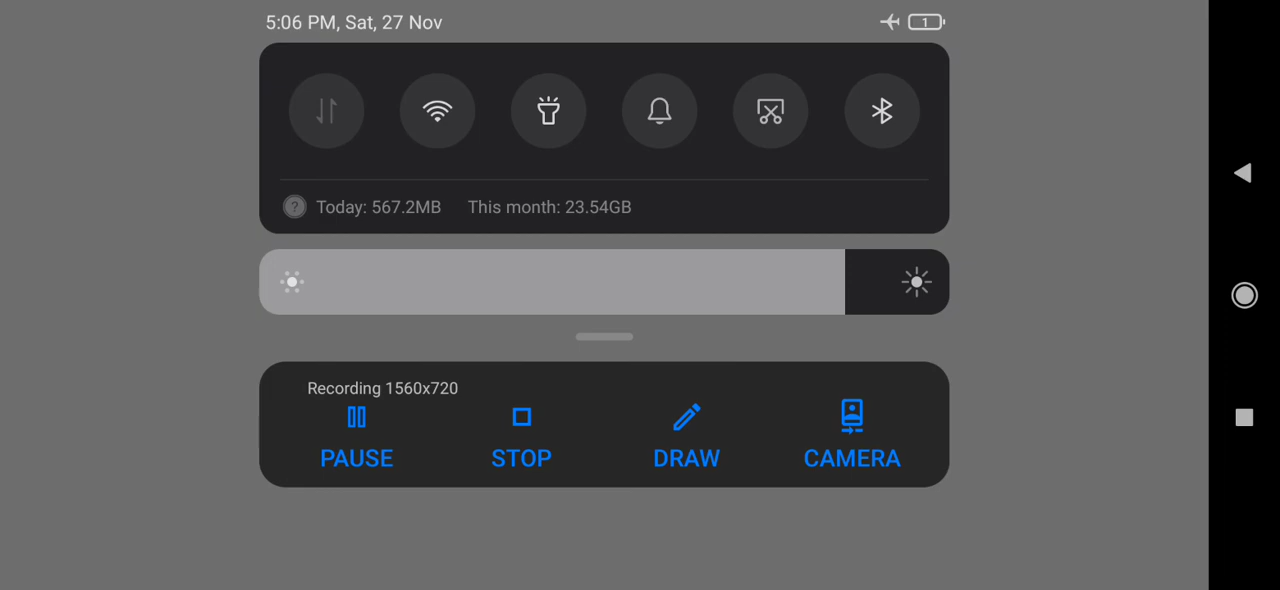 5:06 PM, Sat, 27 Nov
1
Today: 567.2MB This month: 23.54GB
Recording 1560x720
PAUSE STOP DRAW CAMERA